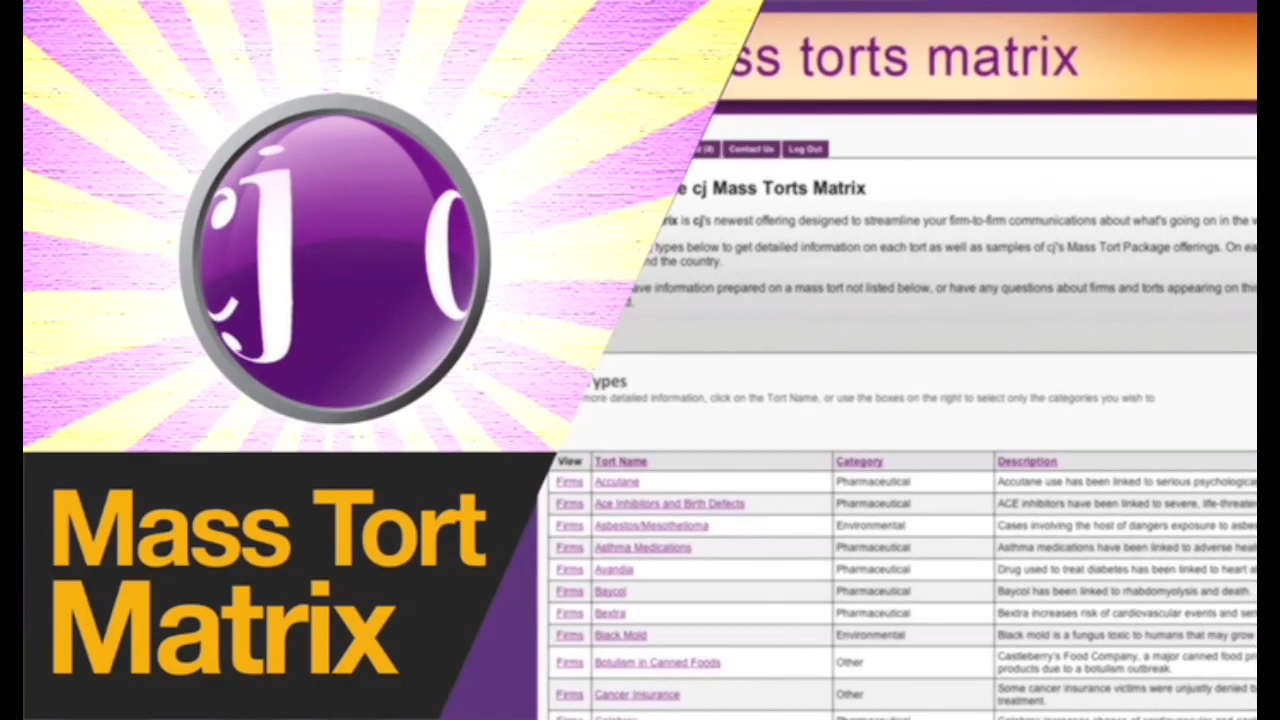 cj
Mass Tort
Matrix
ss torts matrix
(8) Contact Us Log Out
e cj Mass Torts Matrix
rix is cj's newest offering designed to streamline your firm-to-firm communications about what's going on in the
types below to get detailed information on each tort as well as samples of cj's Mass Tort Package offerings. On
nd the country.
ave information prepared on a mass tort not listed below, or have any questions about firms and torts appearing on
ypes
more detailed information, click on the Tort Name, or use the boxes on the right to select only the categories you wish to
View Tort Name Category Description
Firms Accutane Pharmaceutical Accutane use has been linked to serious psychologica
Firms Ace Inhibitors and Birth Defects Pharmaceutical ACE inhibitors have been linked to severe, life-threate
Firms Asbestos/Mesothelioma Environmental Cases involving the host of dangers exposure to asbe
Firms Asthma Medications Pharmaceutical Asthma medications have been linked to adverse heal
Firms Avandia Pharmaceutical Drug used to treat diabetes has been linked to heart a
Firms Baycol Pharmaceutical Baycol has been linked to rhabdomyolysis and death.
Firms Bextra Pharmaceutical Bextra increases risk of cardiovascular events and
Firms Black Mold Environmental Black mold is a fungus toxic to humans that may grow
Firms Botulism in Canned Foods Other Castleberry's Food Company, a major canned food
products due to a botulism outbreak.
Firms Cancer Insurance Other Some cancer insurance victims were unjustly denied
treatment.